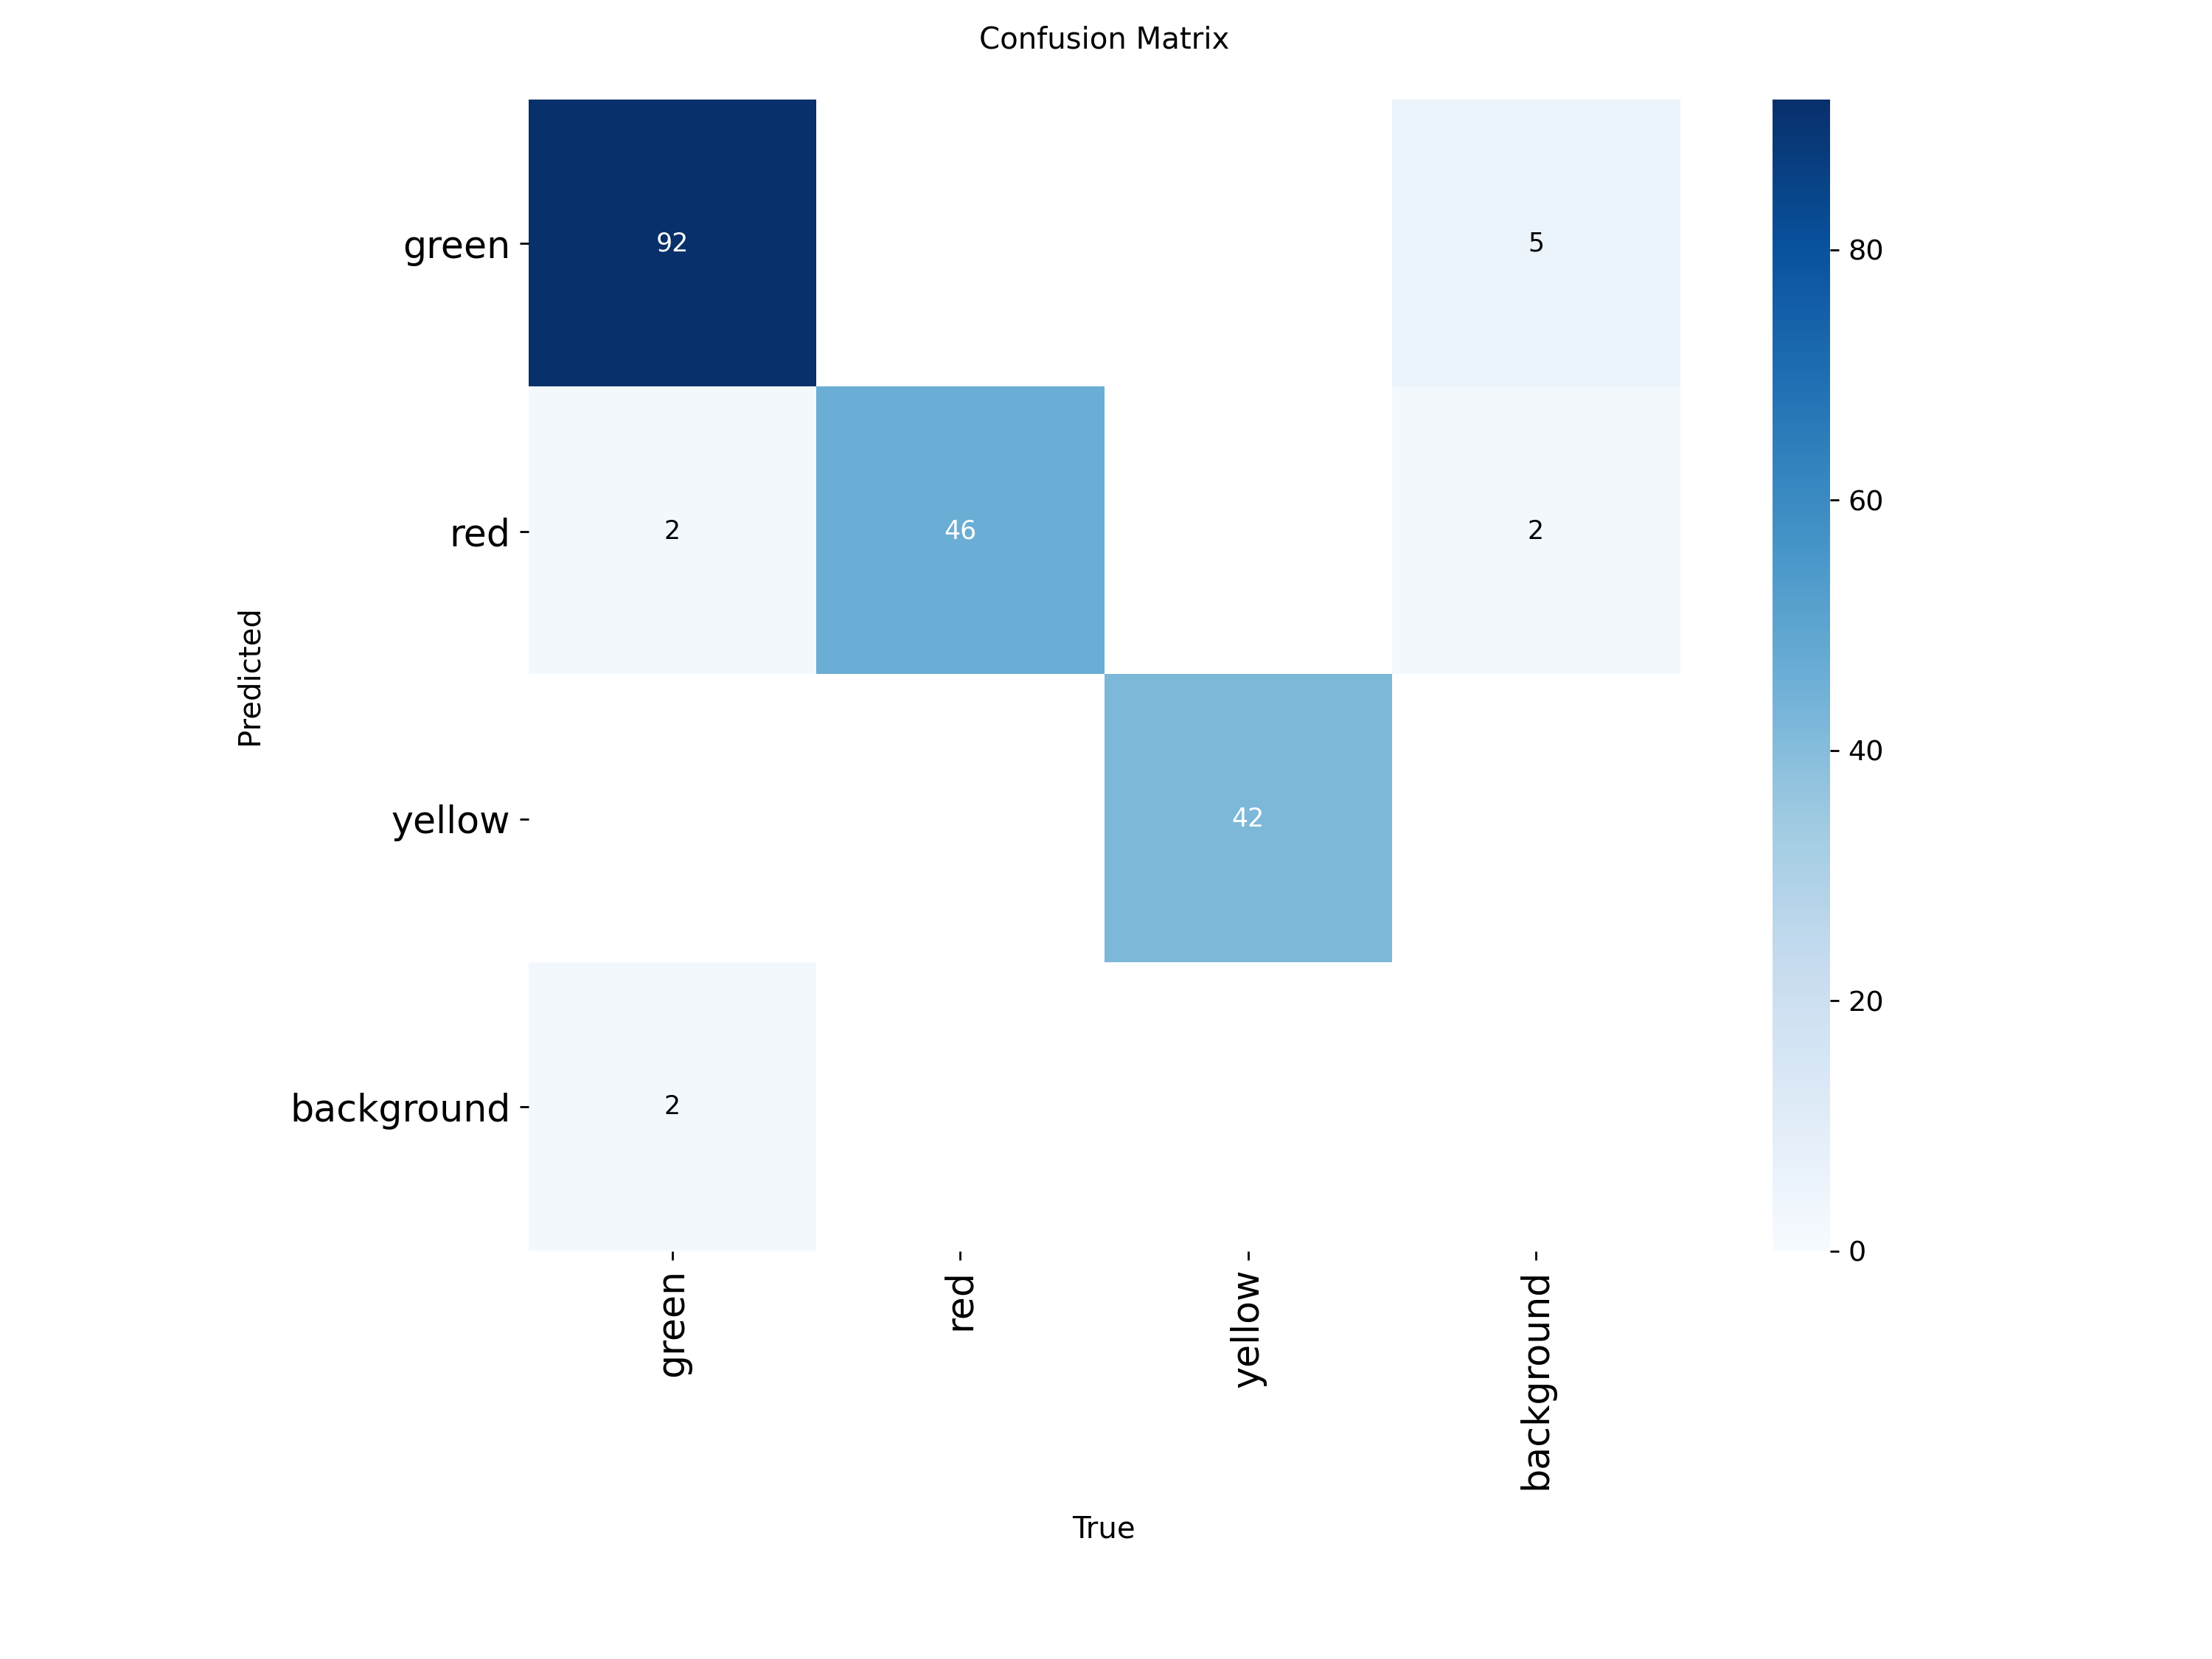 Confusion Matrix
green
92
5
80
60
red
2
46
2
Predicted
40
yellow
42
20
background
2
0
green
red
yellow
background
True